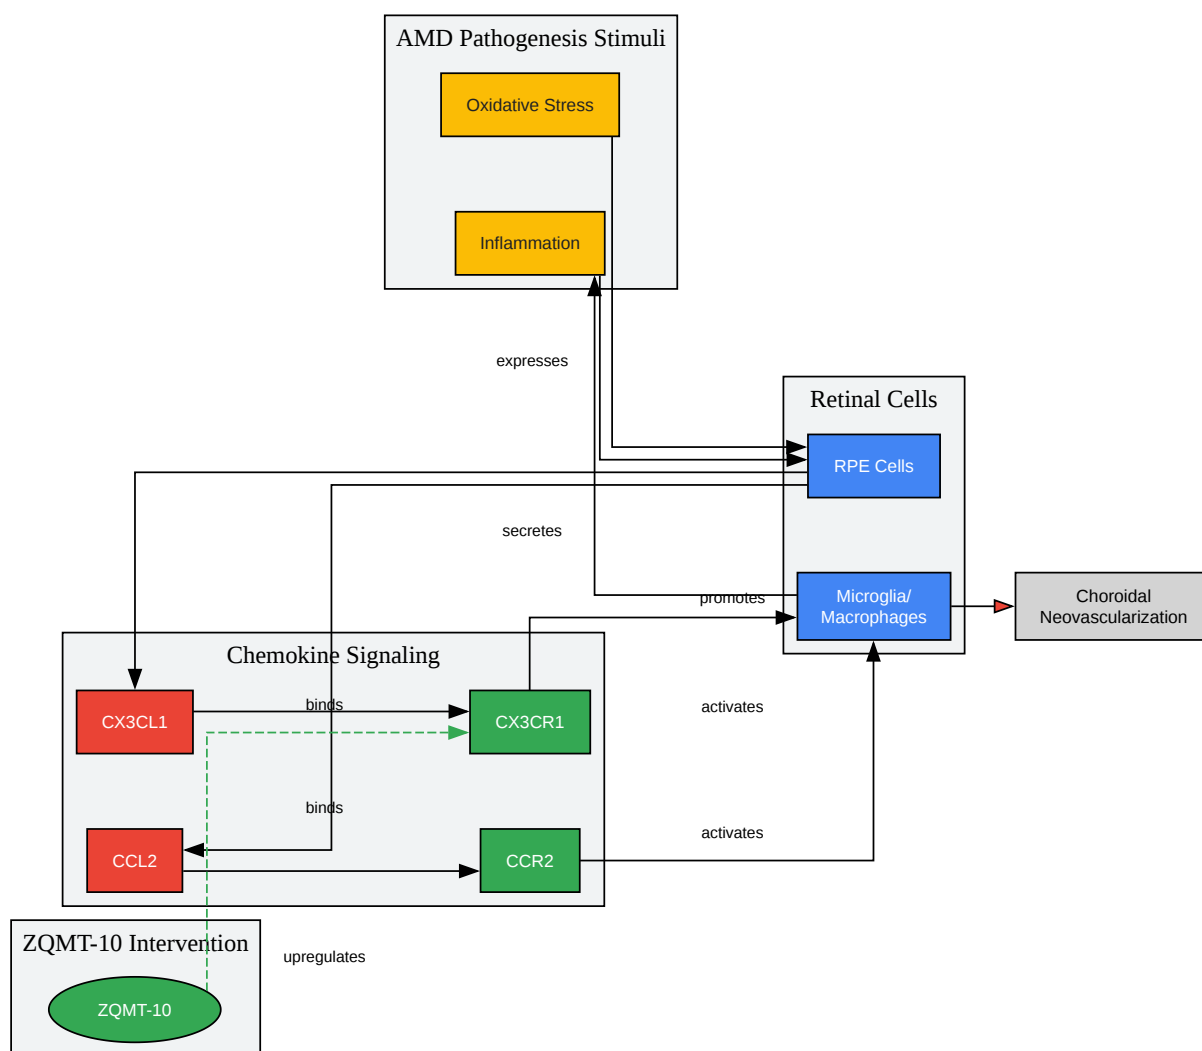 AMD Pathogenesis Stimuli
Oxidative Stress
Inflammation
expresses
Retinal Cells
RPE Cells
secretes
Microglia/
Macrophages
promotes
Choroidal
Neovascularization
Chemokine Signaling
CX3CL1
binds
CX3CR1
activates
binds
CCL2
CCR2
activates
ZQMT-10 Intervention
upregulates
ZQMT-10